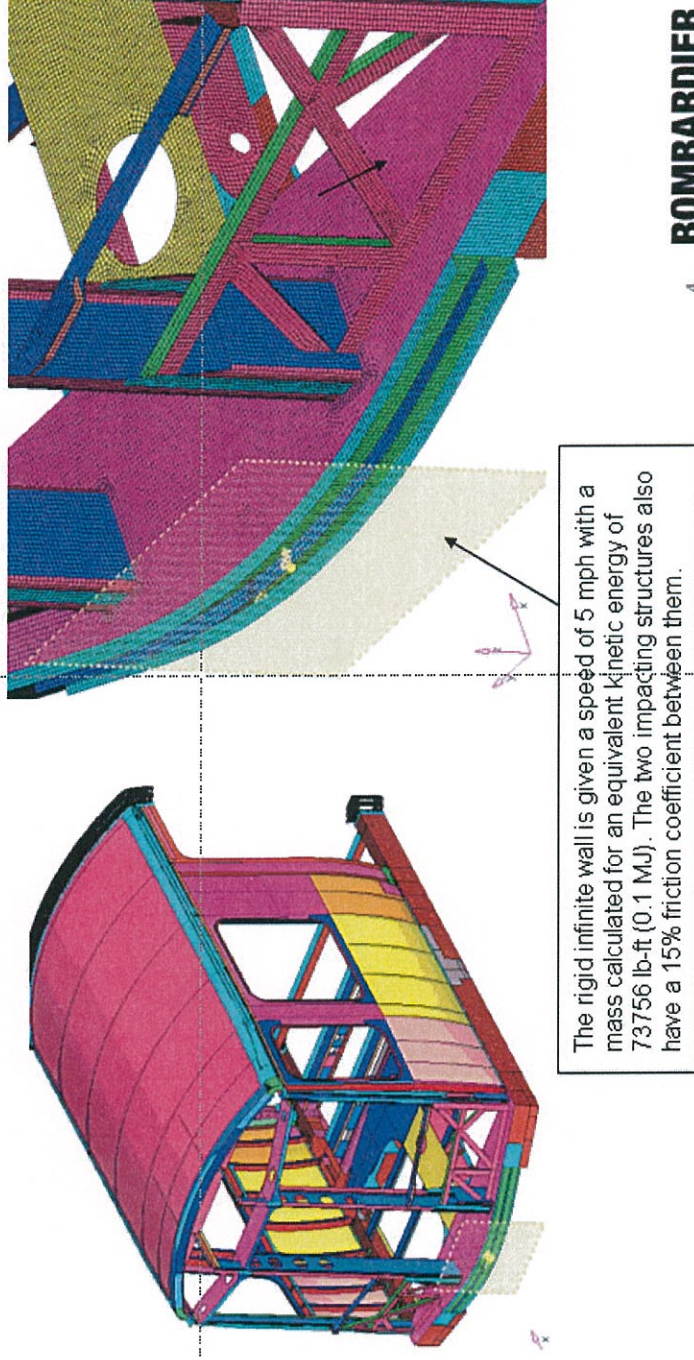 The rigid infinite wall is given a speed of 5 mph with a
mass calculated for an equivalent kinetic energy of
73756 lb-ft (0.1 MJ). The two impacting structures also
have a 15% friction coefficient between them.
4
BOMBARDIER